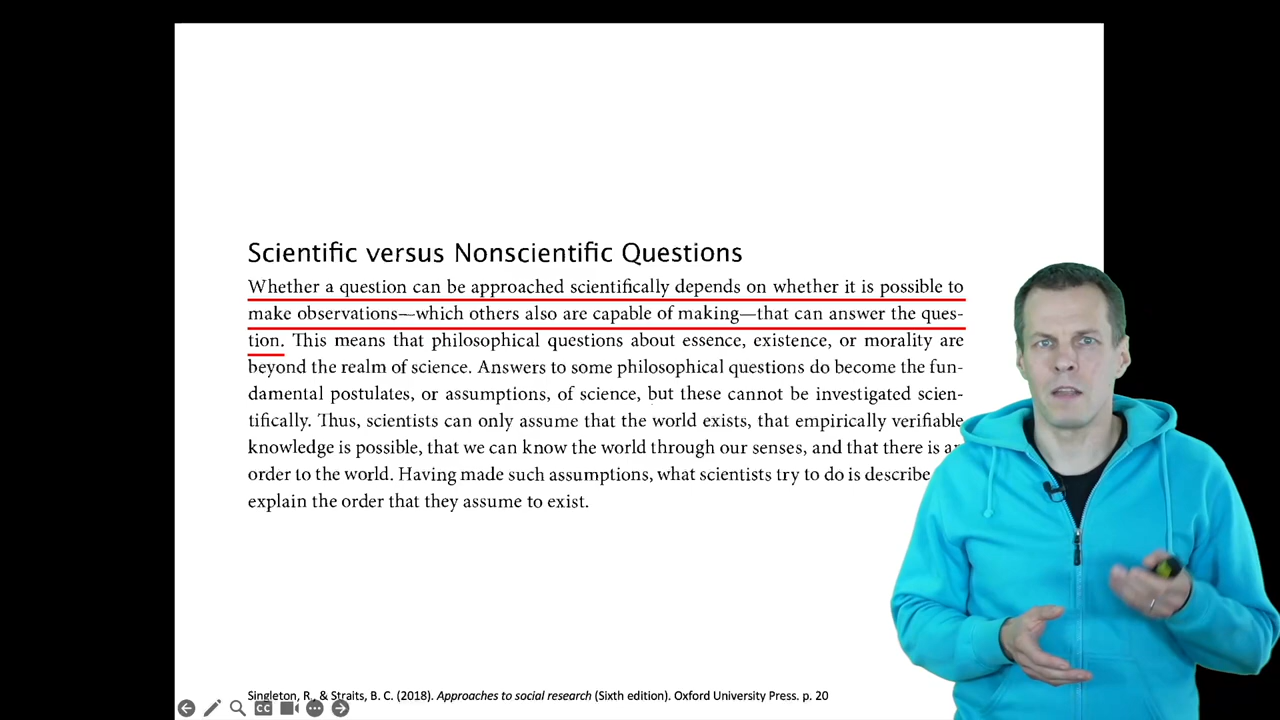 Scientific versus Nonscientific Questions
Whether a question can be approached scientifically depends on whether it is possible to
make observations—which others also are capable of making—that can answer the ques-
tion. This means that philosophical questions about essence, existence, or morality are
beyond the realm of science. Answers to some philosophical questions do become the fun-
damental postulates, or assumptions, of science, but these cannot be investigated scien-
tifically. Thus, scientists can only assume that the world exists, that empirically verifiable
knowledge is possible, that we can know the world through our senses, and that there is
order to the world. Having made such assumptions, what scientists try to do is describe
explain the order that they assume to exist.
Singleton, R., & Straits, B. C. (2018). Approaches to social research (Sixth edition). Oxford University Press. p. 20
CC